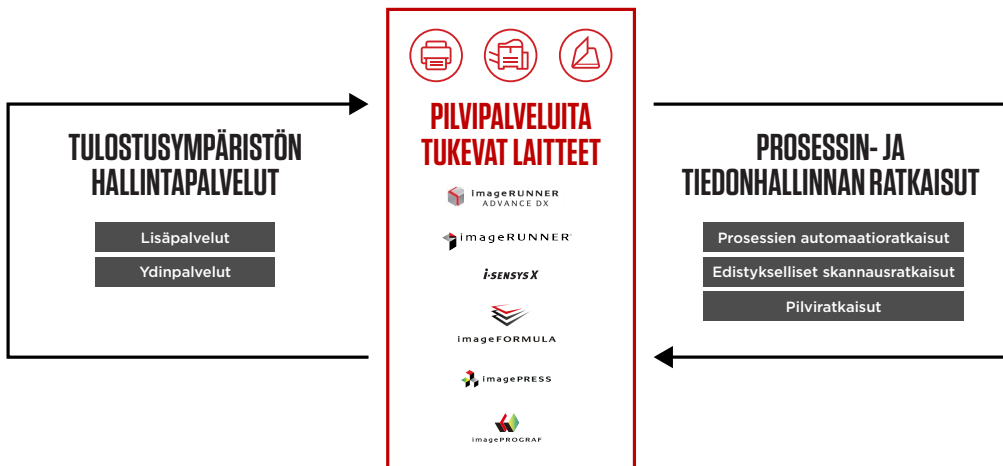 TULOSTUSYMPÄRISTÖN
HALLINTAPALVELUT
Lisäpalvelut
Ydinpalvelut
PILVIPALVELUITA
TUKEVAT LAITTEET
imageRUNNER
ADVANCE DX
imageRUNNER
i-SENSYS X
imageFORMULA
imagePRESS
imagePROGRAF
PROSESSIN- JA
TIEDONHALLINNAN RATKAISUT
Prosessien automaatioratkaisut
Edistykselliset skannausratkaisut
Pilviratkaisut